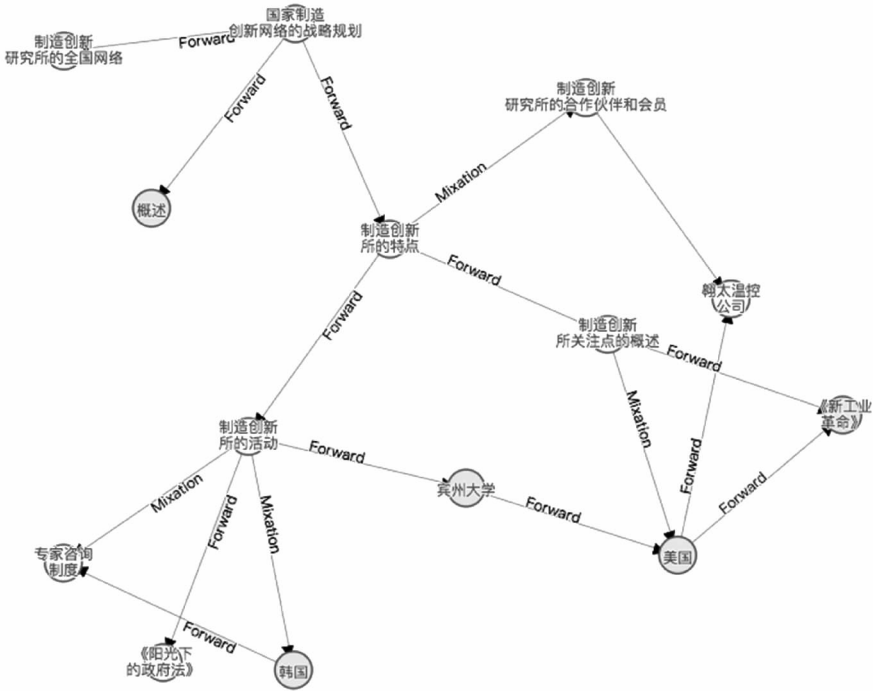 国家制造
创新网络的战略规划
制造创新
研究所的全国网络
Forward
Forward
Forward
制造创新
研究所的合作伙伴和会员
Mixation
概述
制造创新
所的特点
Forward
翱太温控
公司
Forward
制造创新
所关注点的概述
Forward
《新工业
革命》
Mixation
制造创新
所的活动
Forward
Forward
Forward
宾州大学
Mixation
Forward
Mixation
Forward
美国
专家咨询
制度
Forward
《阳光下
的政府法》
韩国